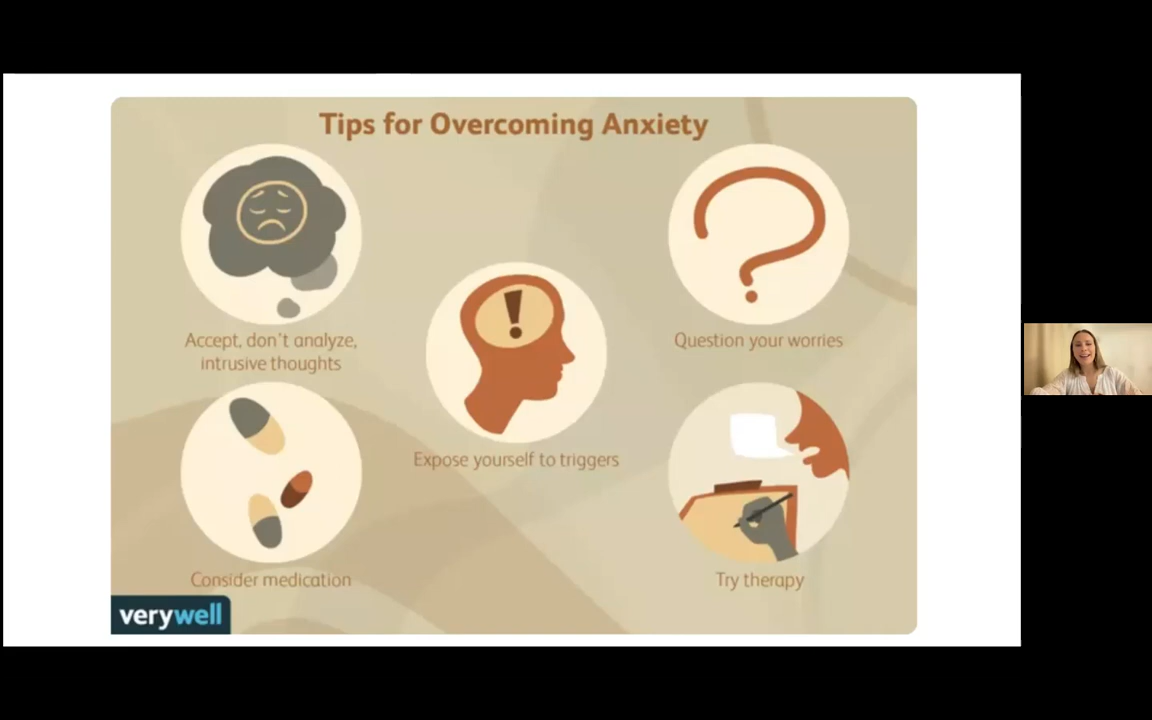 Tips for Overcoming Anxiety
Accept, don't analyze,
intrusive thoughts
Question your worries
Expose yourself to triggers
Consider medication
Try therapy
verywell